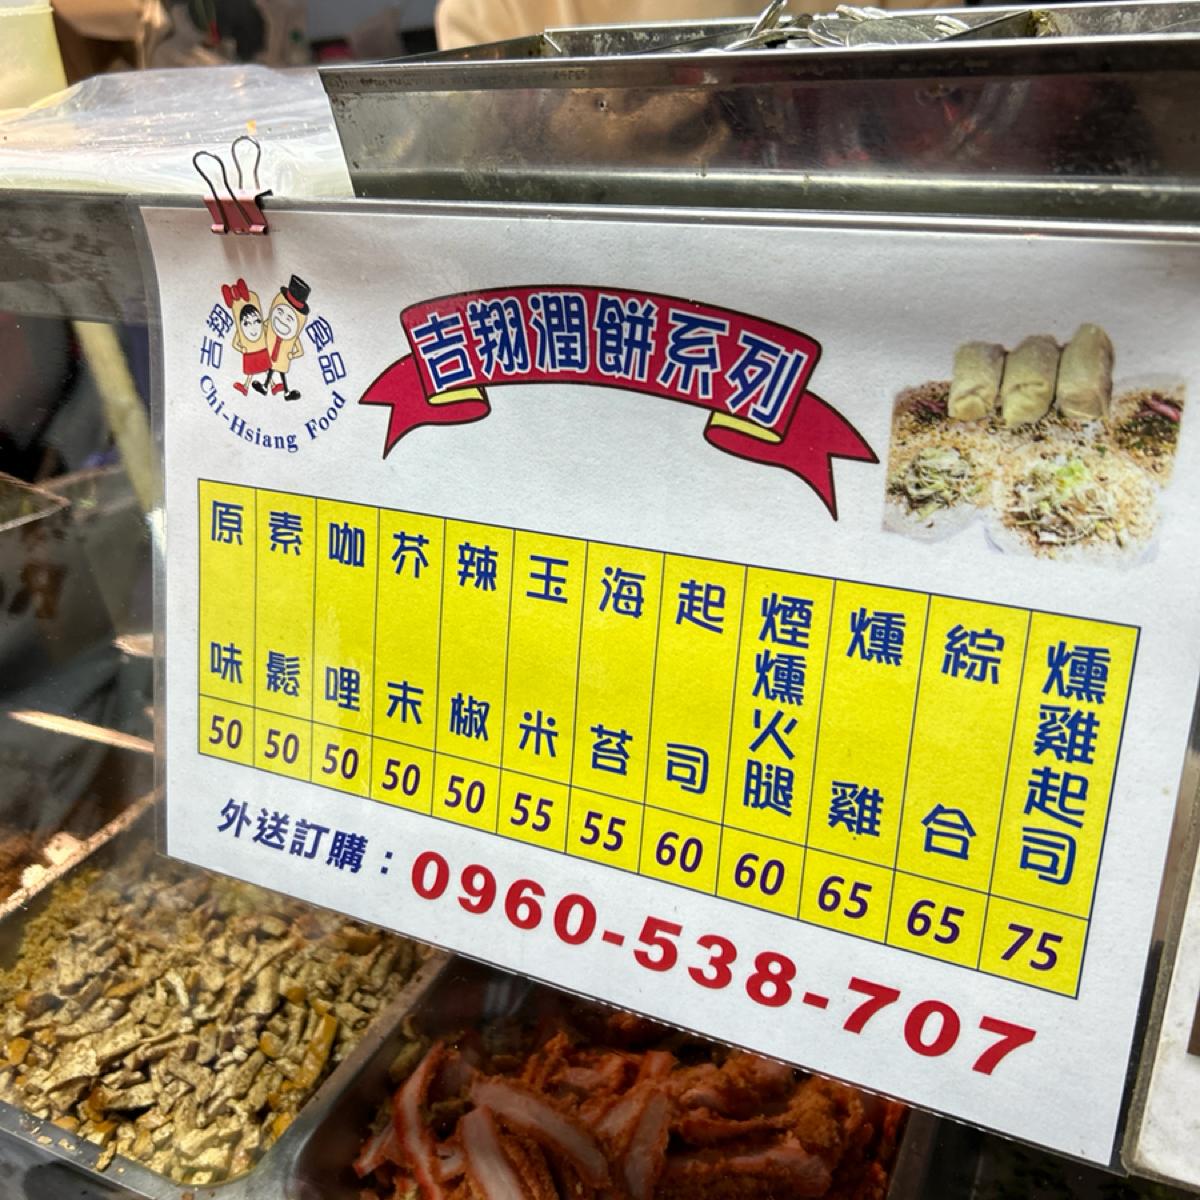 吉翔食品
Chi-Hsiang Food
吉翔潤餅系列
原味 50
素鬆 50
咖哩 50
芥末 50
辣椒 50
玉米 55
海苔 55
起司 60
煙燻火腿 60
燻雞 65
綜合 65
燻雞起司 75
外送訂購：0960-538-707